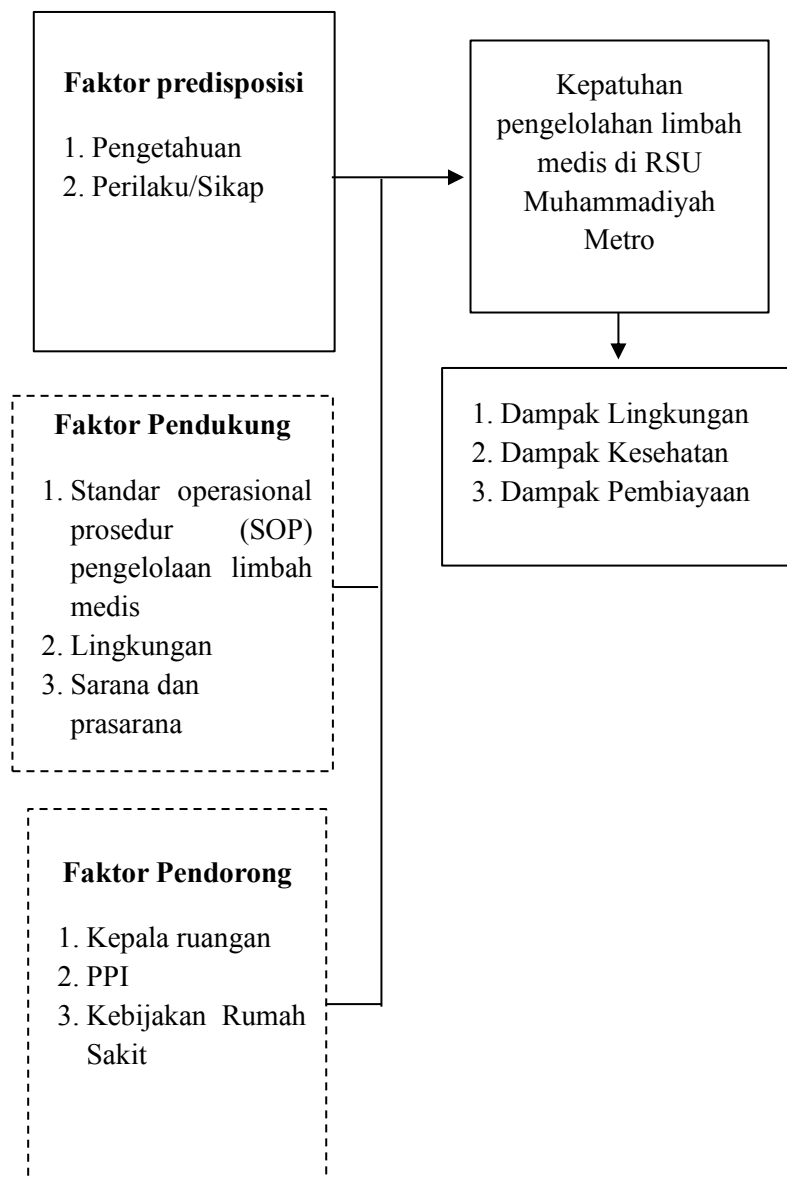 Faktor predisposisi
1. Pengetahuan
2. Perilaku/Sikap
Kepatuhan
pengelolahan limbah
medis di RSU
Muhammadiyah
Metro
1. Dampak Lingkungan
2. Dampak Kesehatan
3. Dampak Pembiayaan
Faktor Pendukung
1. Standar operasional
prosedur (SOP)
pengelolaan limbah
medis
2. Lingkungan
3. Sarana dan
prasarana
Faktor Pendorong
1. Kepala ruangan
2. PPI
3. Kebijakan Rumah
Sakit